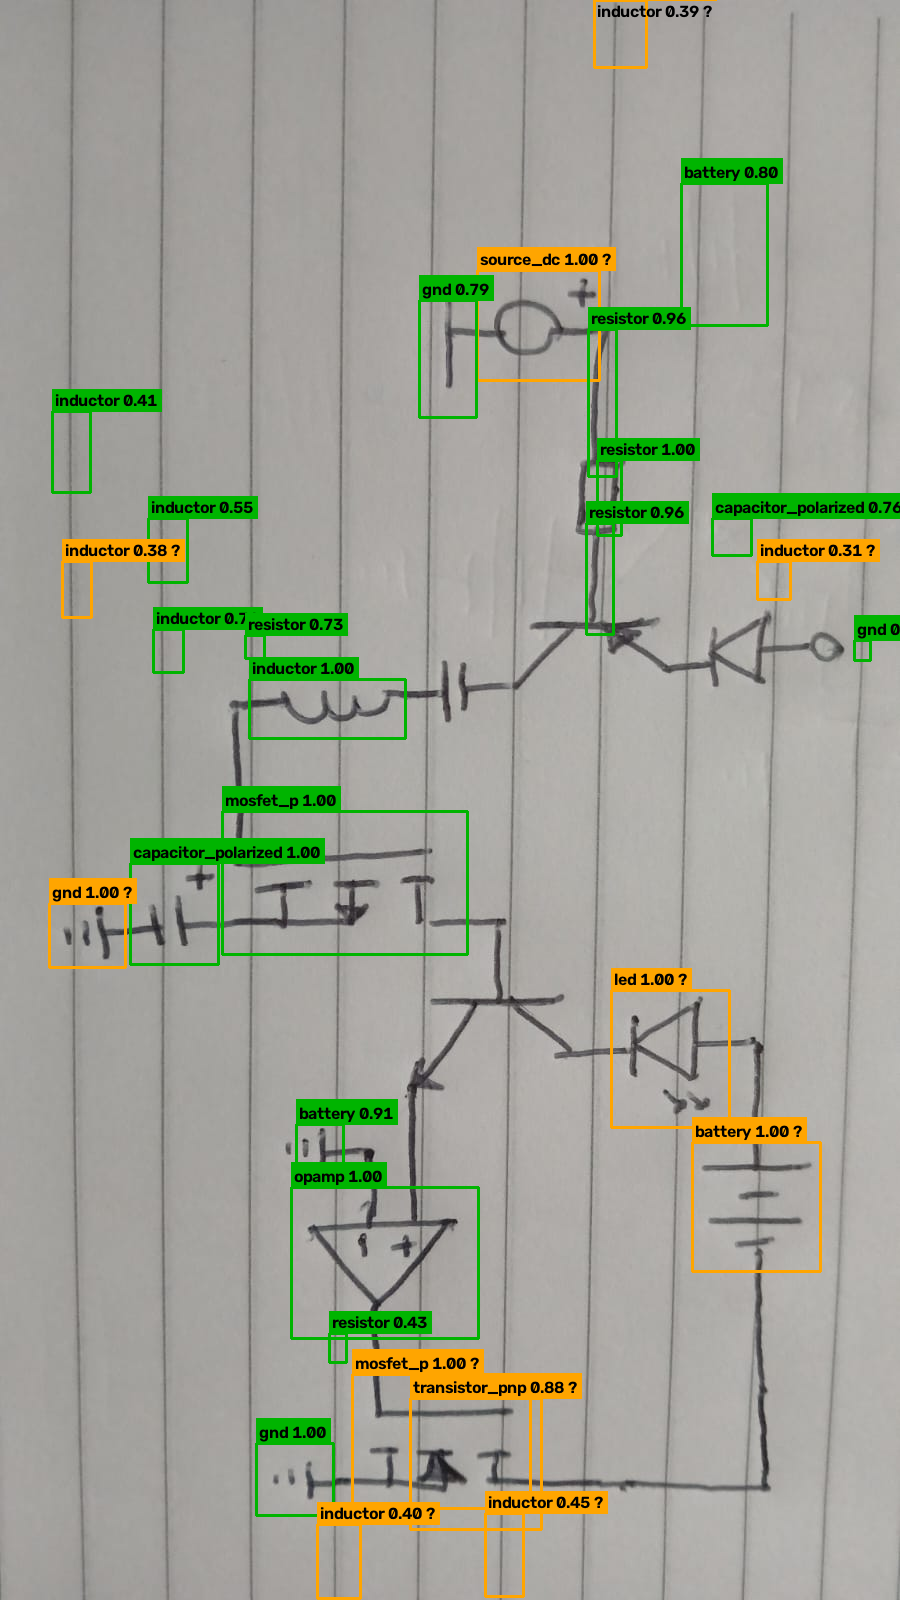 inductor 0.39 ?
battery 0.80
source_dc 1.00 ?
gnd 0.79
+
resistor 0.96
inductor 0.41
resistor 1.00
inductor 0.55
resistor 0.96
capacitor_polarized 0.76
inductor 0.38 ?
inductor 0.31 ?
inductor 0.7
resistor 0.73
gnd 0
inductor 1.00
mosfet_p 1.00
capacitor_polarized 1.00
+
gnd 1.00 ?
led 1.00 ?
battery 0.91
battery 1.00 ?
opamp 1.00
- +
resistor 0.43
mosfet_p 1.00 ?
transistor_pnp 0.88 ?
gnd 1.00
inductor 0.45 ?
inductor 0.40 ?